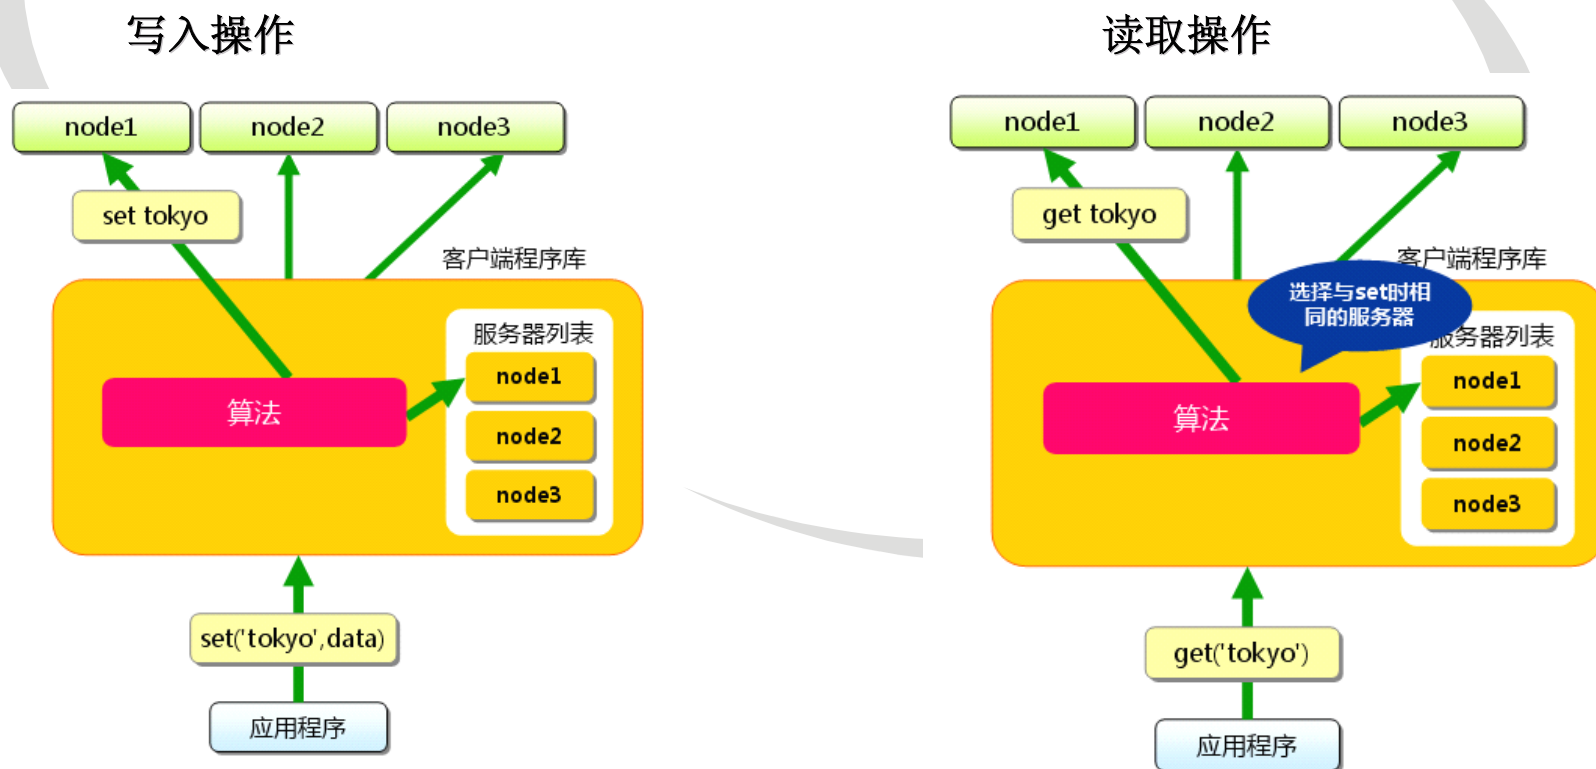 写入操作
node1
node2
node3
set tokyo
客户端程序库
服务器列表
node1
算法
node2
node3
set('tokyo',data)
应用程序
读取操作
node1
node2
node3
get tokyo
客户端程序库
选择与set时相
同的服务器
服务器列表
node1
算法
node2
node3
get('tokyo')
应用程序